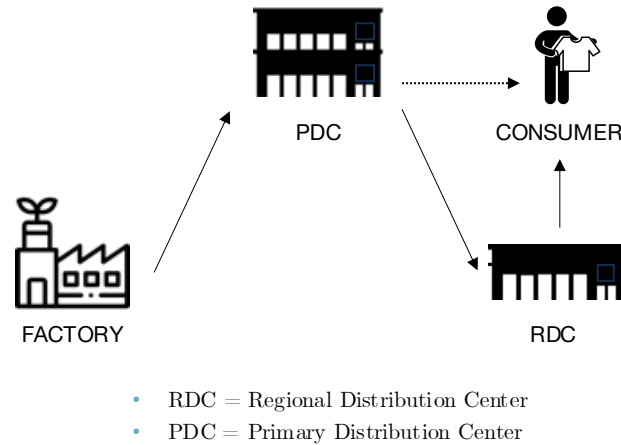 PDC
CONSUMER
FACTORY
RDC
• RDC = Regional Distribution Center
• PDC = Primary Distribution Center